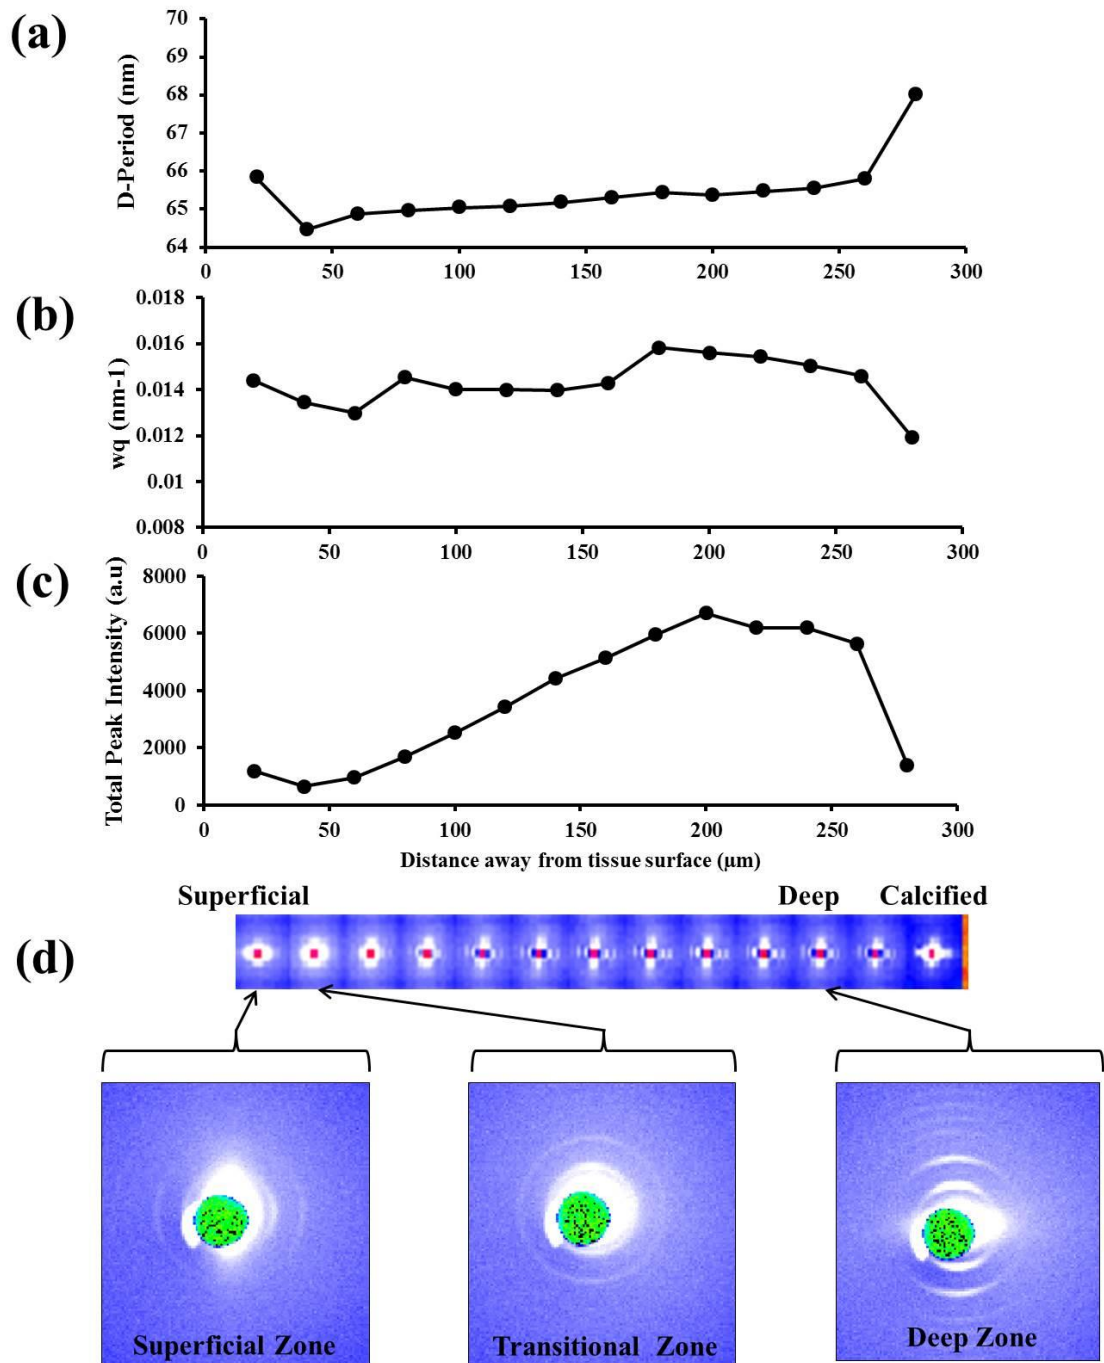 (a)
D-Period (nm)
70
69
68
67
66
65
64
0 50 100 150 200 250 300
(b)
wq (nm-1)
0.018
0.016
0.014
0.012
0.01
0.008
0 50 100 150 200 250 300
(c)
Total Peak Intensity (a.u)
8000
6000
4000
2000
0
0 50 100 150 200 250 300
Distance away from tissue surface (μm)
Superficial Deep Calcified
(d)
Superficial Zone Transitional Zone Deep Zone